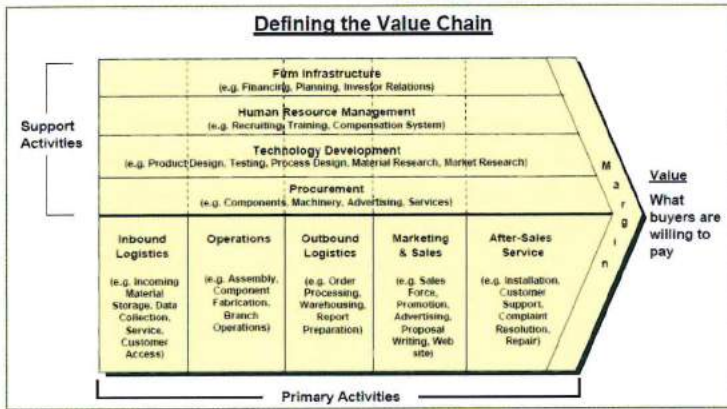 Defining the Value Chain
Support
Activities
Firm Infrastructure
(e.g. Financing, Planning, Investor Relations)
Human Resource Management
(e.g. Recruiting, Training, Compensation System)
Technology Development
(e.g. Product Design, Testing, Process Design, Material Research, Market Research)
Procurement
(e.g. Components, Machinery, Advertising, Services)
Inbound
Logistics
(e.g. Incoming
Material
Storage, Data
Collection,
Service,
Customer
Access)
Operations
(e.g. Assembly,
Component
Fabrication,
Branch
Operations)
Outbound
Logistics
(e.g. Order
Processing,
Warehousing,
Report
Preparation)
Marketing
& Sales
(e.g. Sales
Force,
Promotion,
Advertising,
Proposal
Writing, Web
site)
After-Sales
Service
(e.g. Installation,
Customer
Support,
Complaint
Resolution,
Repair)
Margin
Value
What
buyers are
willing to
pay
Primary Activities